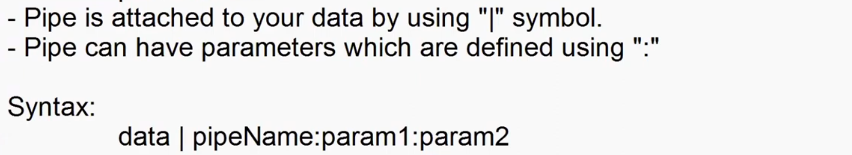 - Pipe is attached to your data by using "|" symbol.
- Pipe can have parameters which are defined using ":"
Syntax:
data | pipeName:param1:param2